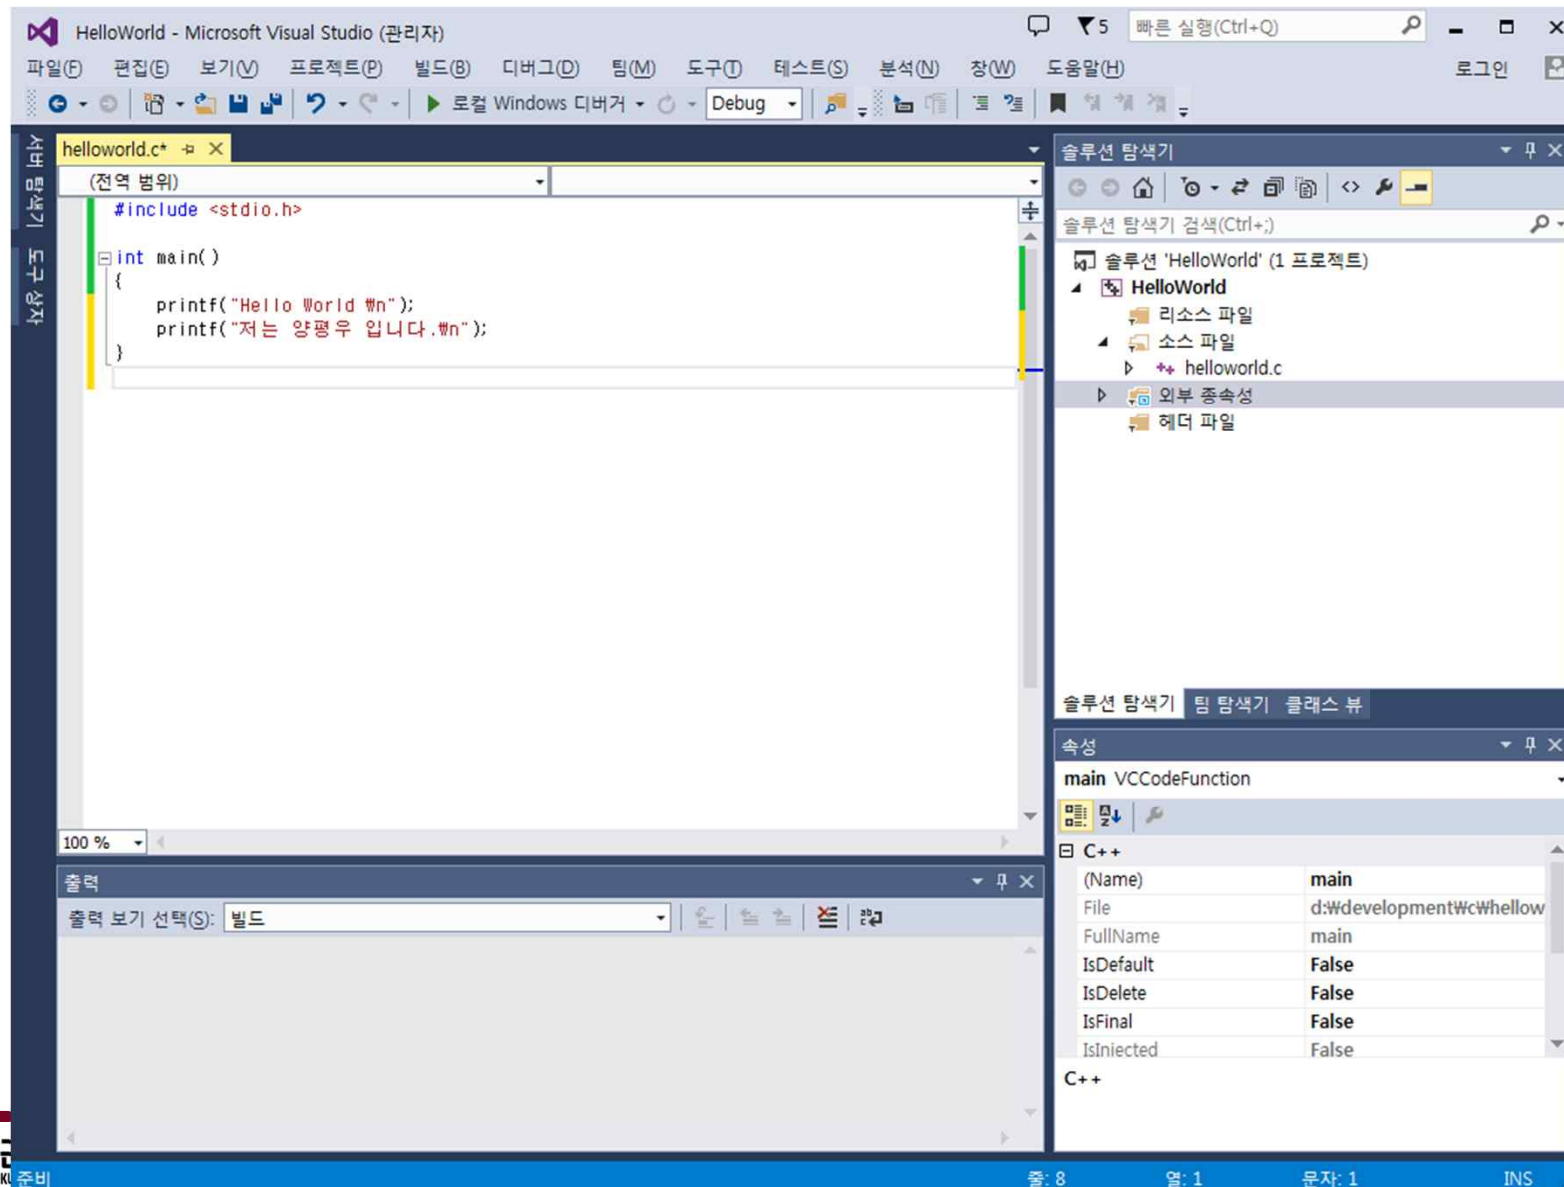 HelloWorld - Microsoft Visual Studio (관리자)
5
빠른 실행(Ctrl+Q)
파일(F) 편집(E) 보기(V) 프로젝트(P) 빌드(B) 디버그(D) 팀(M) 도구(T) 테스트(S) 분석(N) 창(W) 도움말(H) 로그인
로컬 Windows 디버거 Debug
서버 탐색기
도구 상자
helloworld.c*
(전역 범위)
#include <stdio.h>
int main()
{
printf("Hello World ₩n");
printf("저는 양평우 입니다.₩n");
}
100 %
솔루션 탐색기
솔루션 탐색기 검색(Ctrl+;)
솔루션 'HelloWorld' (1 프로젝트)
HelloWorld
리소스 파일
소스 파일
helloworld.c
외부 종속성
헤더 파일
솔루션 탐색기 팀 탐색기 클래스 뷰
속성
main VCCodeFunction
C++
(Name) main
File d:₩development₩c₩hellow
FullName main
IsDefault False
IsDelete False
IsFinal False
IsInjected False
C++
출력
출력 보기 선택(S): 빌드
준비
줄: 8 열: 1 문자: 1 INS